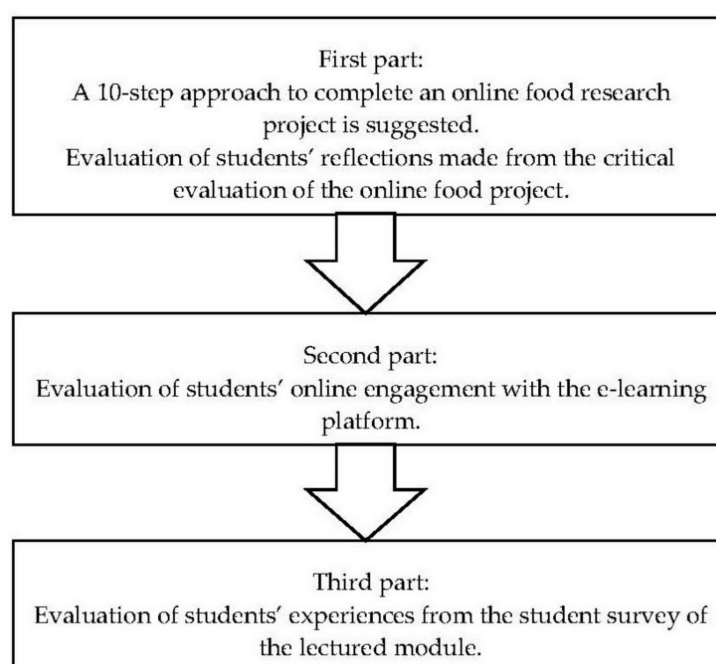 First part:
A 10-step approach to complete an online food research
project is suggested.
Evaluation of students’ reflections made from the critical
evaluation of the online food project.
Second part:
Evaluation of students’ online engagement with the e-learning
platform.
Third part:
Evaluation of students’ experiences from the student survey of
the lectured module.